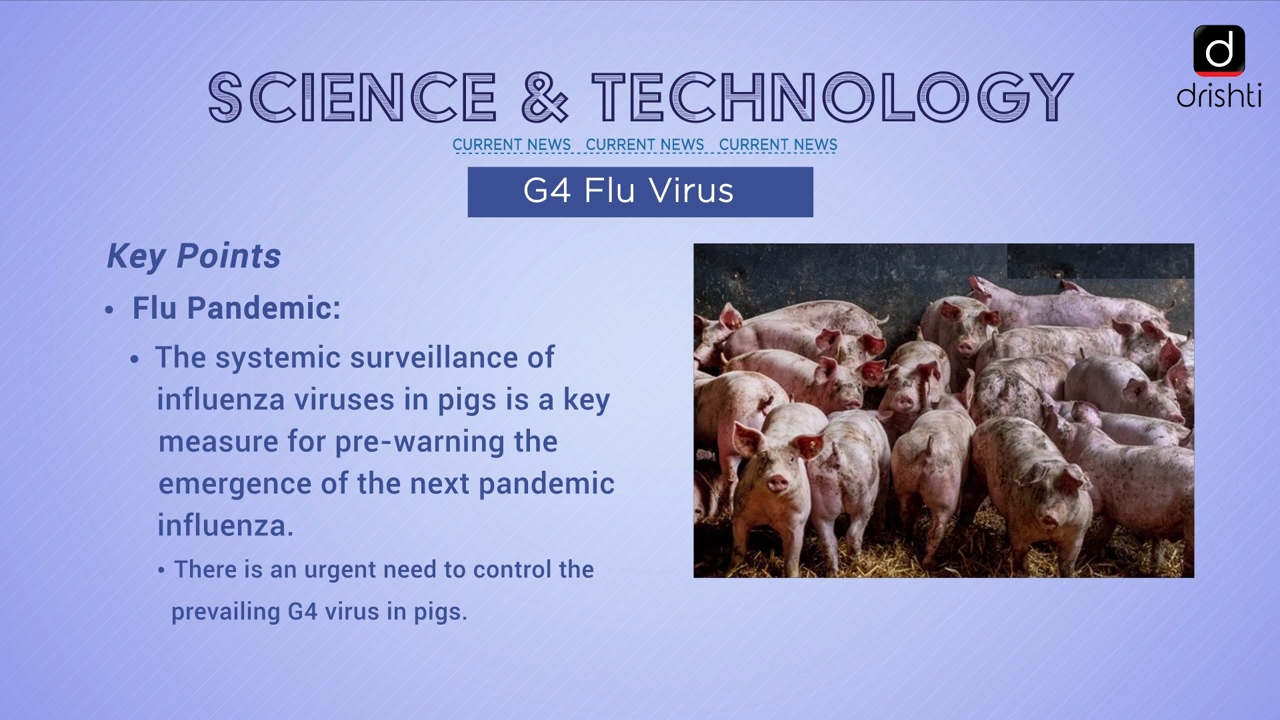 SCIENCE & TECHNOLOGY
d
drishti
CURRENT NEWS CURRENT NEWS CURRENT NEWS
G4 Flu Virus
Key Points
• Flu Pandemic:
• The systemic surveillance of
influenza viruses in pigs is a key
measure for pre-warning the
emergence of the next pandemic
influenza.
• There is an urgent need to control the
prevailing G4 virus in pigs.